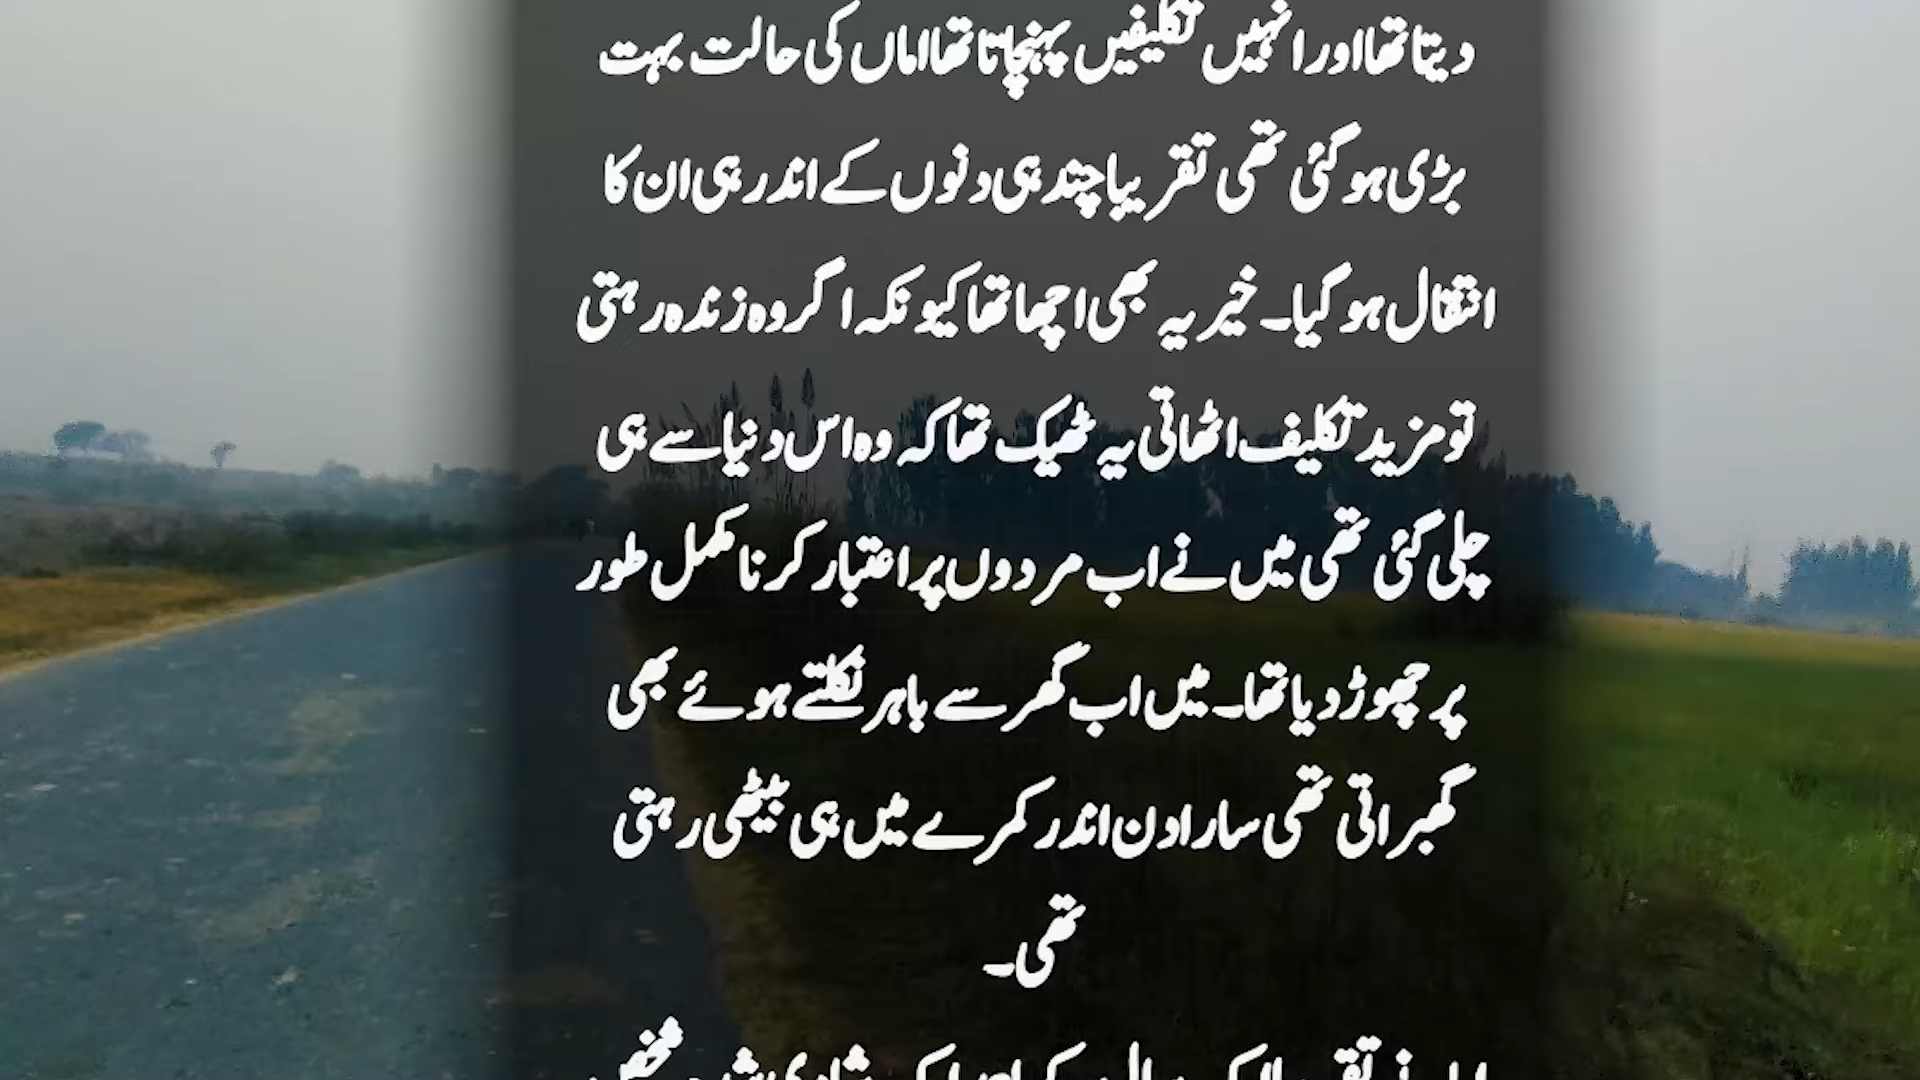 دیتا تھا اور انہیں تکلیفیں پہنچاتا تھا اماں کی حالت بہت
بڑی ہو گئی تھی تقریبا چند ہی دنوں کے اندر ہی ان کا
انتقال ہو گیا۔ خیر یہ بھی اچھا تھا کیونکہ اگر وہ زندہ رہتی
تو مزید تکلیف اٹھاتی یہ ٹھیک تھا کہ وہ اس دنیا سے ہی
چلی گئی تھی میں نے اب مردوں پر اعتبار کرنا مکمل طور
پر چھوڑ دیا تھا۔ میں اب گھر سے باہر نکلتے ہوئے بھی
گھبراتی تھی سارا دن اندر کمرے میں ہی بیٹھی رہتی
تھی۔